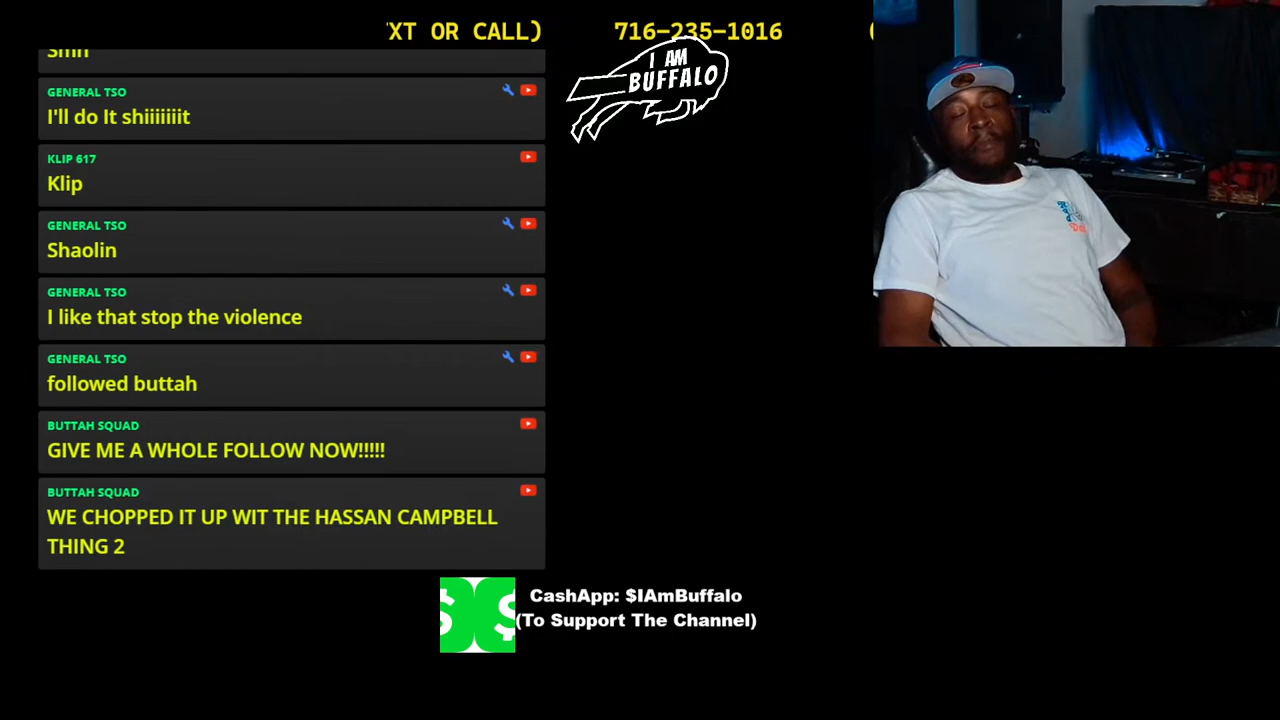 XT OR CALL) 716-235-1016
I AM
BUFFALO
Smh
GENERAL TSO
I'll do It shiiiiiiit
KLIP 617
Klip
GENERAL TSO
Shaolin
GENERAL TSO
I like that stop the violence
GENERAL TSO
followed buttah
BUTTAH SQUAD
GIVE ME A WHOLE FOLLOW NOW!!!!!
BUTTAH SQUAD
WE CHOPPED IT UP WIT THE HASSAN CAMPBELL
THING 2
CashApp: $IAmBuffalo
(To Support The Channel)